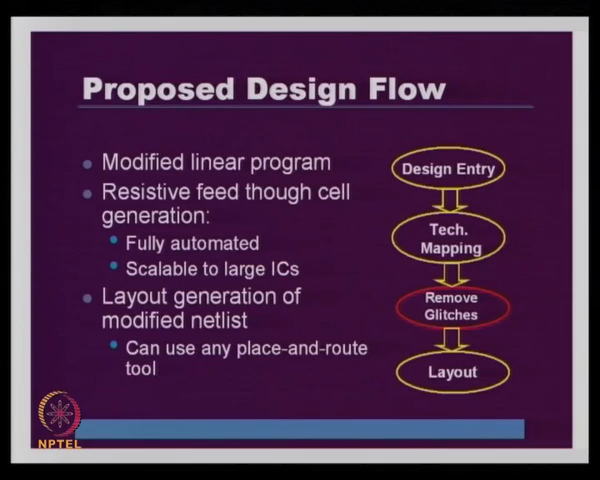 Proposed Design Flow
Modified linear program
Resistive feed though cell
generation:
Fully automated
Scalable to large ICs
Layout generation of
modified netlist
Can use any place-and-route
tool
Design Entry
Tech.
Mapping
Remove
Glitches
Layout
NPTEL